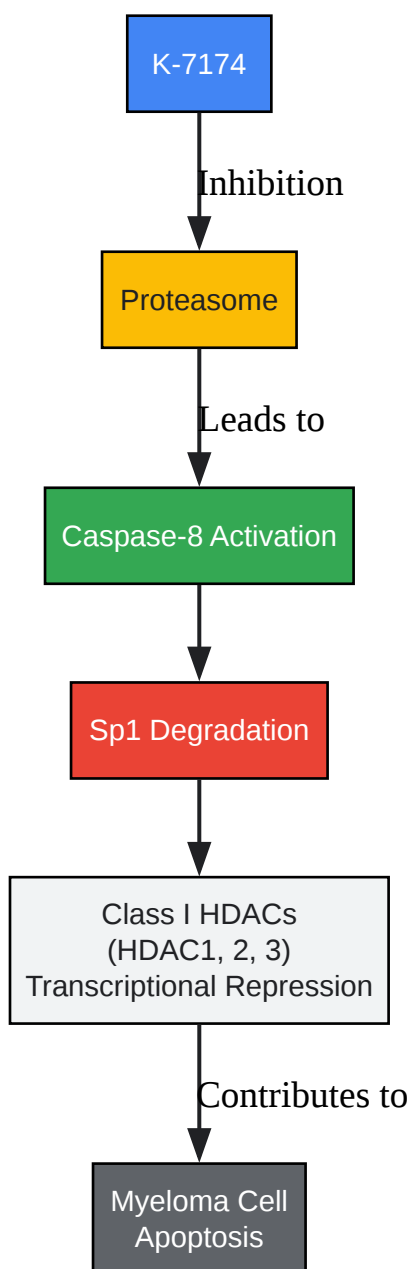 K-7174
Inhibition
Proteasome
Leads to
Caspase-8 Activation
Sp1 Degradation
Class I HDACs
(HDAC1, 2, 3)
Transcriptional Repression
Contributes to
Myeloma Cell
Apoptosis